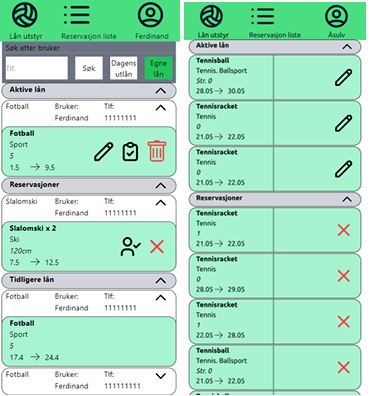 Lån utstyr
Reservasjon liste
Ferdinand
Søk etter bruker
Tlf.
Søk
Dagens
utlån
Egne
lån
Aktive lån
Fotball
Bruker:
Ferdinand
Tlf:
11111111
Fotball
Sport
5
1.5 → 9.5
Reservasjoner
Slalomski
Bruker:
Ferdinand
Tlf:
11111111
Slalomski x 2
Ski
120cm
7.5 → 12.5
Tidligere lån
Fotball
Bruker:
Ferdinand
Tlf:
11111111
Fotball
Sport
5
17.4 → 24.4
Fotball
Bruker:
Ferdinand
Tlf:
11111111
Lån utstyr
Reservasjon liste
Åsulv
Aktive lån
Tennisball
Tennis. Ballsport
Str. 0
28.05 → 30.05
Tennisracket
Tennis
0
21.05 → 22.05
Tennisracket
Tennis
0
21.05 → 22.05
Reservasjoner
Tennisracket
Tennis
1
21.05 → 22.05
Tennisracket
Tennis
0
28.05 → 29.05
Tennisracket
Tennis
1
22.05 → 28.05
Tennisball
Tennis. Ballsport
Str. 0
21.05 → 22.05